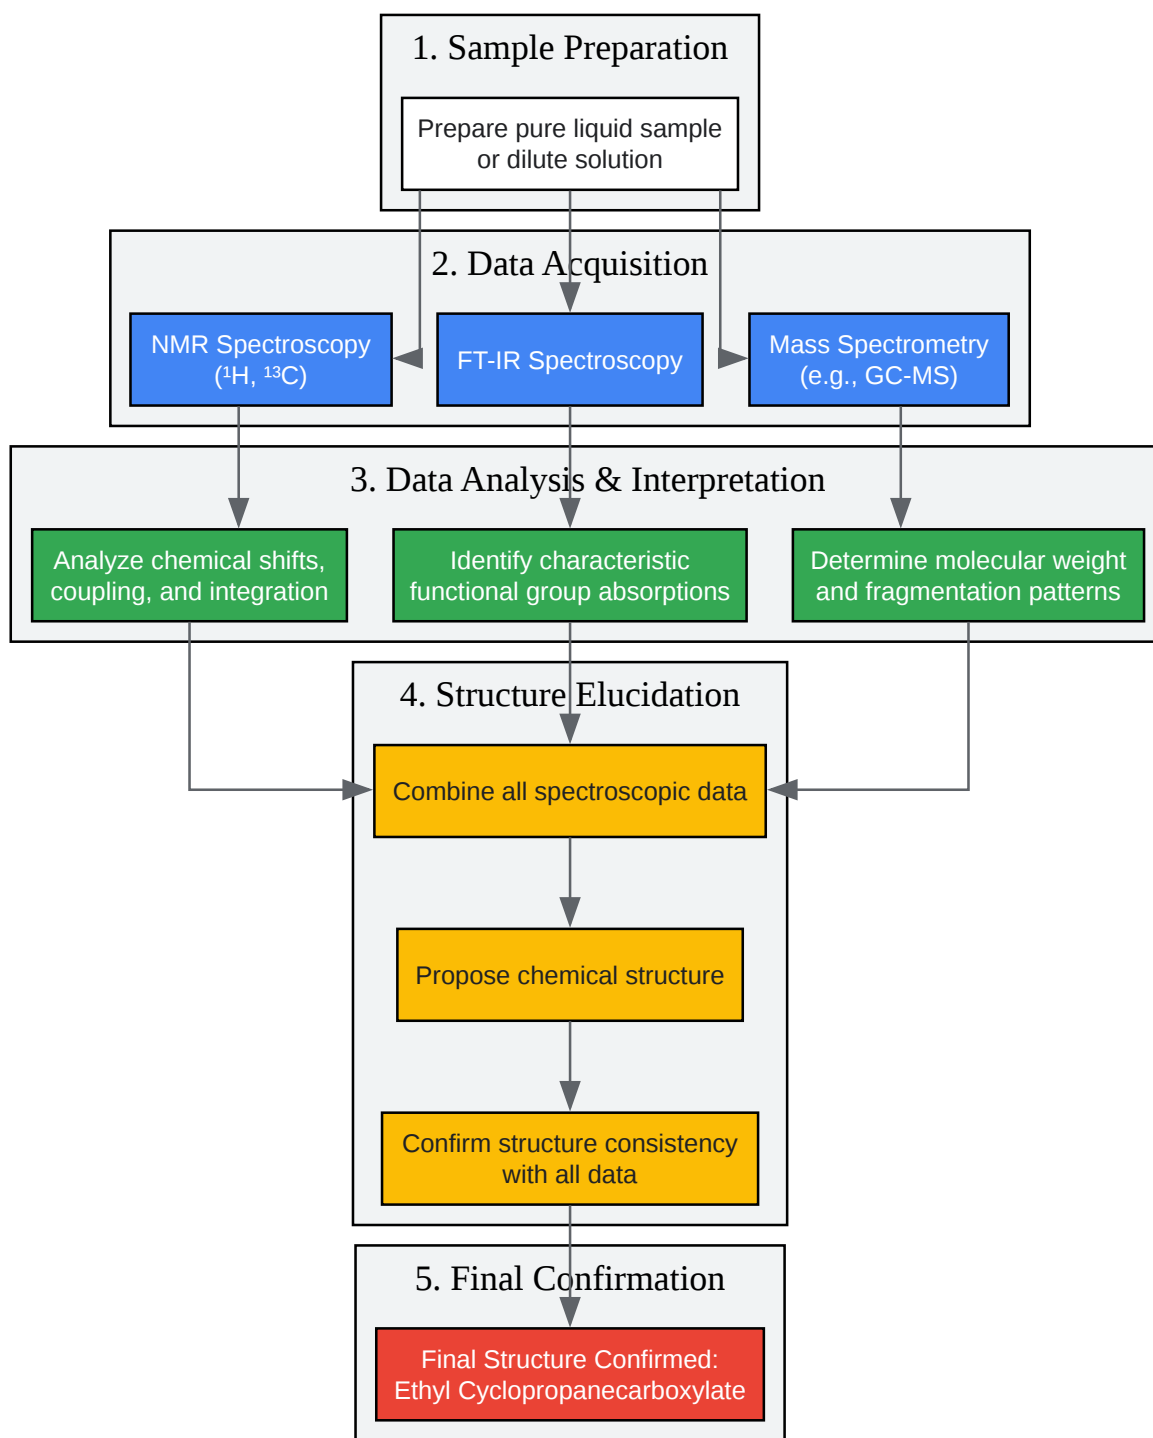 1. Sample Preparation
Prepare pure liquid sample
or dilute solution
2. Data Acquisition
NMR Spectroscopy
(¹H, ¹³C)
FT-IR Spectroscopy
Mass Spectrometry
(e.g., GC-MS)
3. Data Analysis & Interpretation
Analyze chemical shifts,
coupling, and integration
Identify characteristic
functional group absorptions
Determine molecular weight
and fragmentation patterns
4. Structure Elucidation
Combine all spectroscopic data
Propose chemical structure
Confirm structure consistency
with all data
5. Final Confirmation
Final Structure Confirmed:
Ethyl Cyclopropanecarboxylate